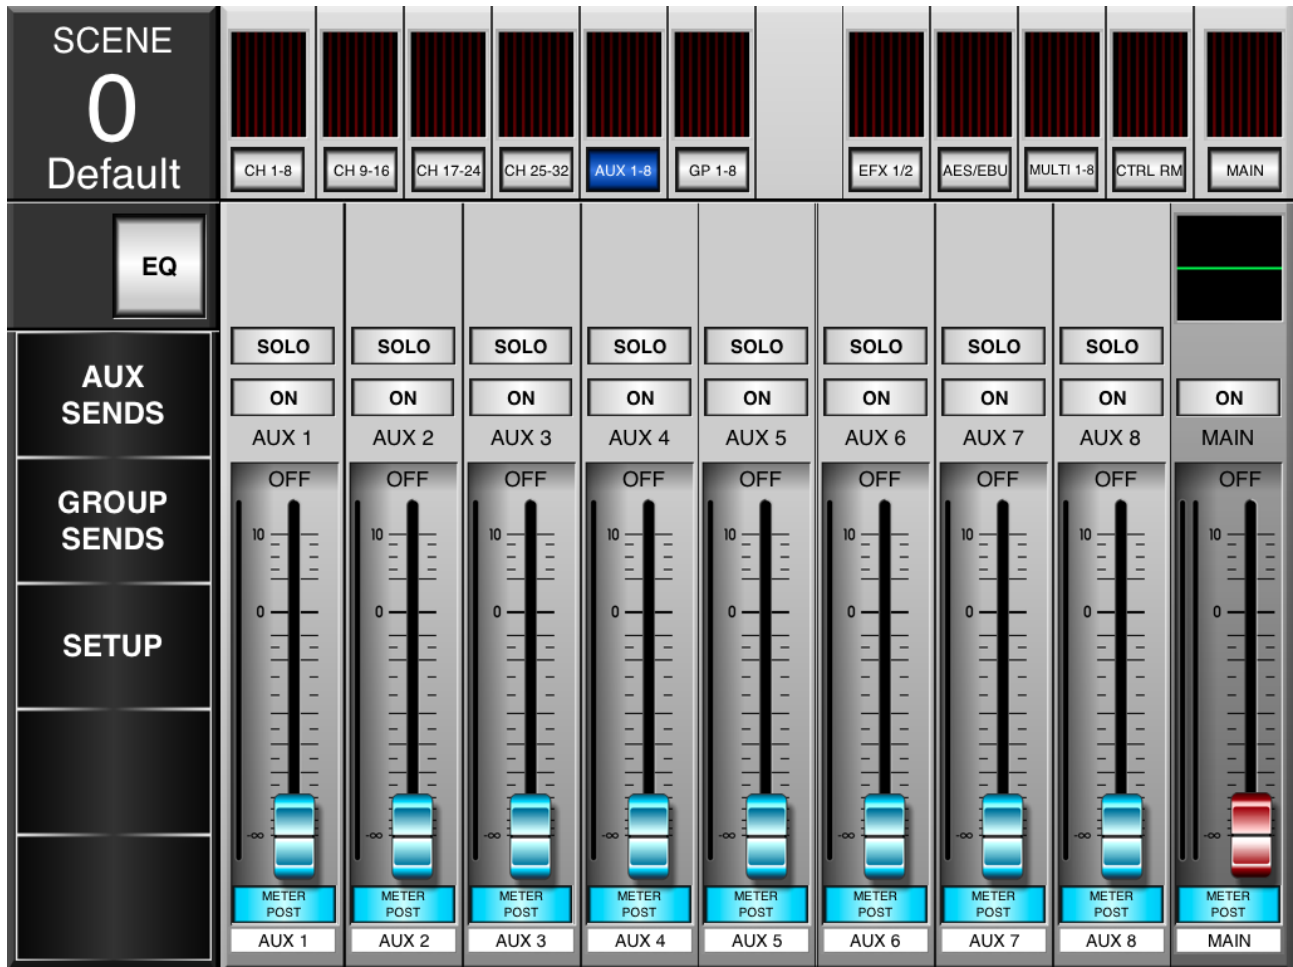 SCENE
0
Default
CH 1-8 CH 9-16 CH 17-24 CH 25-32 AUX 1-8 GP 1-8 EFX 1/2 AES/EBU MULTI 1-8 CTRL RM MAIN
EQ
AUX
SENDS
GROUP
SENDS
SETUP
SOLO SOLO SOLO SOLO SOLO SOLO SOLO SOLO
ON ON ON ON ON ON ON ON ON
AUX 1 AUX 2 AUX 3 AUX 4 AUX 5 AUX 6 AUX 7 AUX 8 MAIN
OFF OFF OFF OFF OFF OFF OFF OFF OFF
10 10 10 10 10 10 10 10 10
0 0 0 0 0 0 0 0 0
-∞ -∞ -∞ -∞ -∞ -∞ -∞ -∞ -∞
METER METER METER METER METER METER METER METER METER
POST POST POST POST POST POST POST POST POST
AUX 1 AUX 2 AUX 3 AUX 4 AUX 5 AUX 6 AUX 7 AUX 8 MAIN